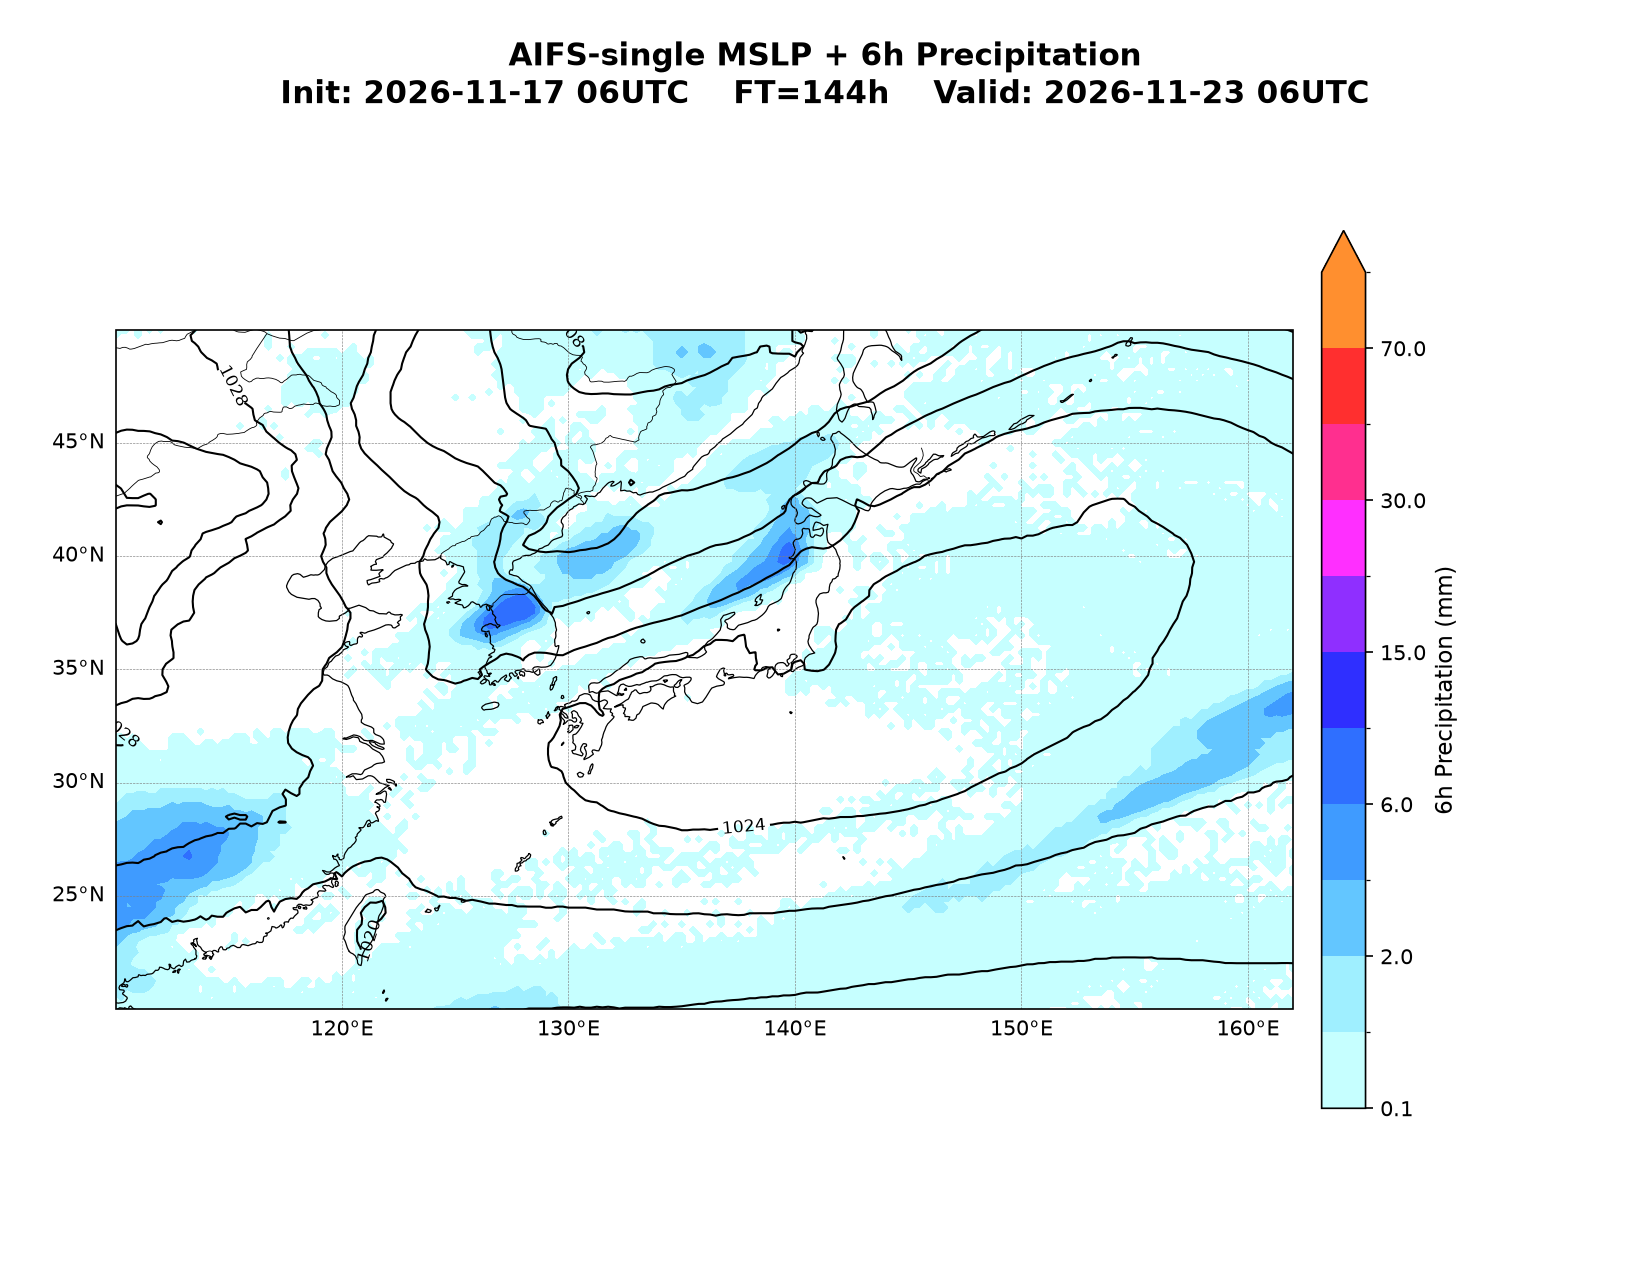 AIFS-single MSLP + 6h Precipitation
Init: 2026-11-17 06UTC    FT=144h    Valid: 2026-11-23 06UTC
1028
45°N
40°N
35°N
30°N
25°N
1024
1020
120°E
130°E
140°E
150°E
160°E
70.0
30.0
15.0
6.0
2.0
0.1
6h Precipitation (mm)